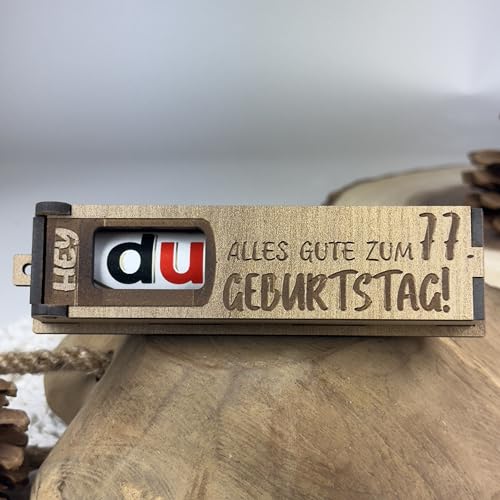 HEY
du
ALLES GUTE ZUM 77.
GEBURTSTAG!